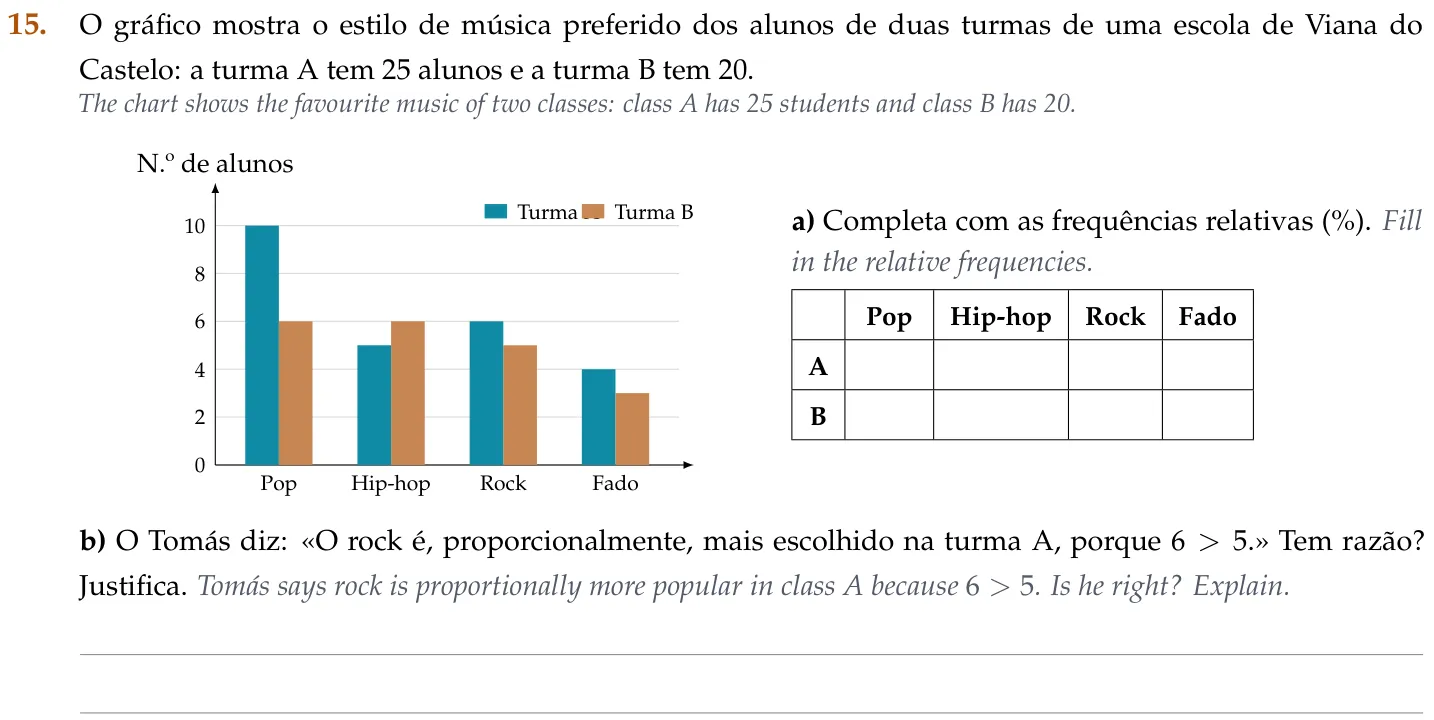 15. O gráfico mostra o estilo de música preferido dos alunos de duas turmas de uma escola de Viana do
Castelo: a turma A tem 25 alunos e a turma B tem 20.
The chart shows the favourite music of two classes: class A has 25 students and class B has 20.
N.º de alunos
Turma Turma B
10
8
6
4
2
0
Pop Hip-hop Rock Fado
a) Completa com as frequências relativas (%). Fill
in the relative frequencies.
Pop Hip-hop Rock Fado
A
B
b) O Tomás diz: «O rock é, proporcionalmente, mais escolhido na turma A, porque 6 > 5.» Tem razão?
Justifica. Tomás says rock is proportionally more popular in class A because 6 > 5. Is he right? Explain.